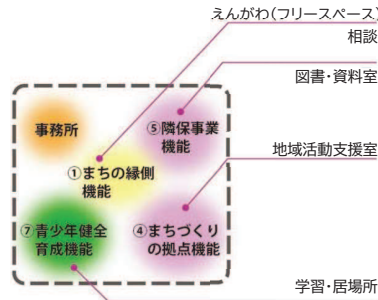 えんがわ(フリースペース)
相談
図書・資料室
事務所
⑤隣保事業
機能
①まちの縁側
機能
地域活動支援室
⑦青少年健全
育成機能
④まちづくり
の拠点機能
学習・居場所